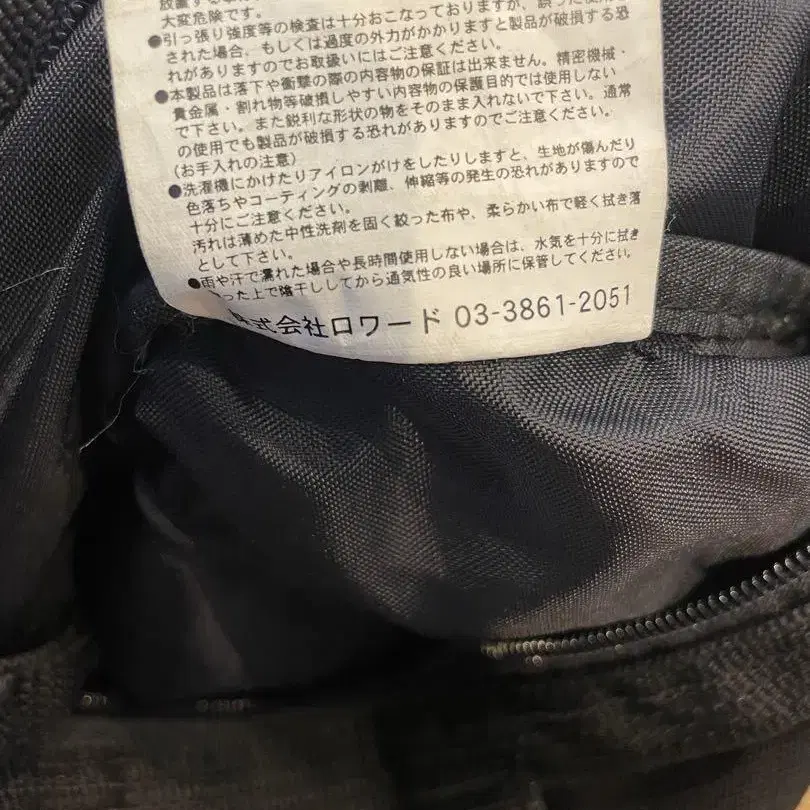 大変危険です。
●引っ張り強度等の検査は十分おこなっておりますが、誤った使用
された場合、もしくは過度の外力がかかりますと製品が破損する恐
れがありますのでお取扱いにはご注意ください。
●本製品は落下や衝撃の際の内容物の保証は出来ません。精密機械・
貴金属・割れ物等破損しやすい内容物の保護目的では使用しない
で下さい。また鋭利な形状の物をそのまま入れないで下さい。通常
の使用でも製品が破損する恐れがありますのでご注意ください。
(お手入れの注意)
●洗濯機にかけたりアイロンがけをしたりしますと、生地が傷んだり
色落ちやコーティングの剥離、伸縮等の発生の恐れがありますので
十分にご注意ください。
汚れは薄めた中性洗剤を固く絞った布や、柔らかい布で軽く拭き落
として下さい。
●雨や汗で濡れた場合や長時間使用しない場合は、水気を十分に拭き
った上で陰干ししてから通気性の良い場所に保管してください。
式会社ロワード 03-3861-2051